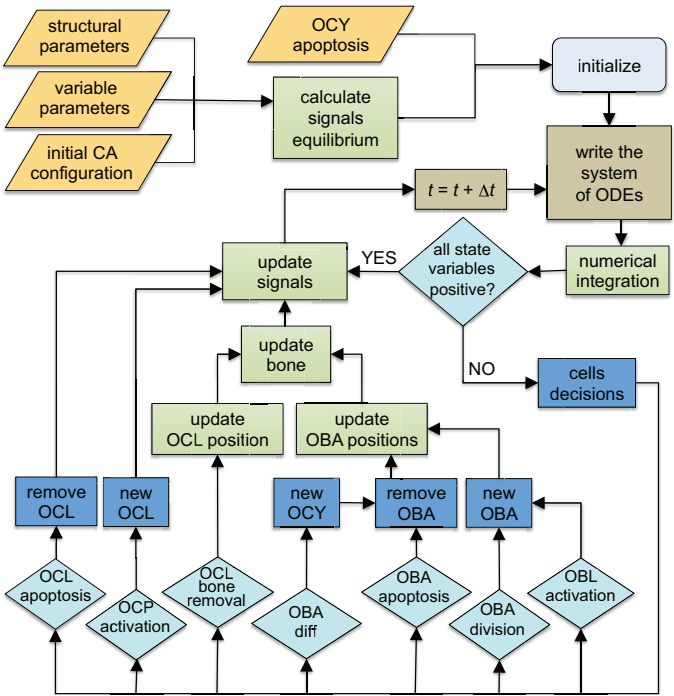 structural
parameters
OCY
apoptosis
initialize
variable
parameters
calculate
signals
equilibrium
initial CA
configuration
write the
system
of ODEs
t = t + Δt
update
signals
YES
all state
variables
positive?
numerical
integration
update
bone
NO
cells
decisions
update
OCL position
update
OBA positions
remove
OCL
new
OCL
new
OCY
remove
OBA
new
OBA
OCL
apoptosis
OCP
activation
OCL
bone
removal
OBA
diff
OBA
apoptosis
OBA
division
OBL
activation